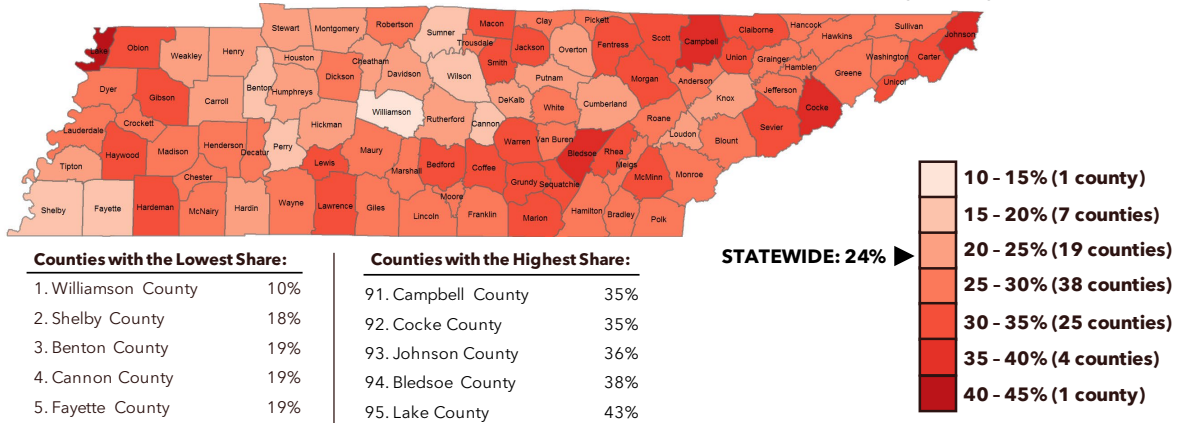 Stewart
Montgomery
Robertson
Sumner
Macon
Clay
Pickett
Scott
Campbell
Claiborne
Hancock
Hawkins
Sullivan
Johnson
Lake
Obion
Weakley
Henry
Houston
Cheatham
Davidson
Trousdale
Smith
Jackson
Overton
Fentress
Morgan
Anderson
Union
Grainger
Hamblen
Greene
Washington
Carter
Unicoi
Dyer
Gibson
Carroll
Benton
Humphreys
Dickson
Wilson
DeKalb
Putnam
White
Cumberland
Roane
Knox
Jefferson
Cocke
Lauderdale
Crockett
Haywood
Madison
Henderson
Decatur
Perry
Hickman
Williamson
Rutherford
Cannon
Warren
Van Buren
Bledsoe
Rhea
Meigs
Loudon
Blount
Sevier
Tipton
Chester
Lewis
Maury
Marshall
Bedford
Coffee
Grundy
Sequatchie
McMinn
Monroe
Shelby
Fayette
Hardeman
McNairy
Hardin
Wayne
Lawrence
Giles
Moore
Lincoln
Franklin
Marion
Hamilton
Bradley
Polk
10 – 15% (1 county)
15 – 20% (7 counties)
STATEWIDE: 24%
20 – 25% (19 counties)
25 – 30% (38 counties)
30 – 35% (25 counties)
35 – 40% (4 counties)
40 – 45% (1 county)
Counties with the Lowest Share:
1. Williamson County 10%
2. Shelby County 18%
3. Benton County 19%
4. Cannon County 19%
5. Fayette County 19%
Counties with the Highest Share:
91. Campbell County 35%
92. Cocke County 35%
93. Johnson County 36%
94. Bledsoe County 38%
95. Lake County 43%